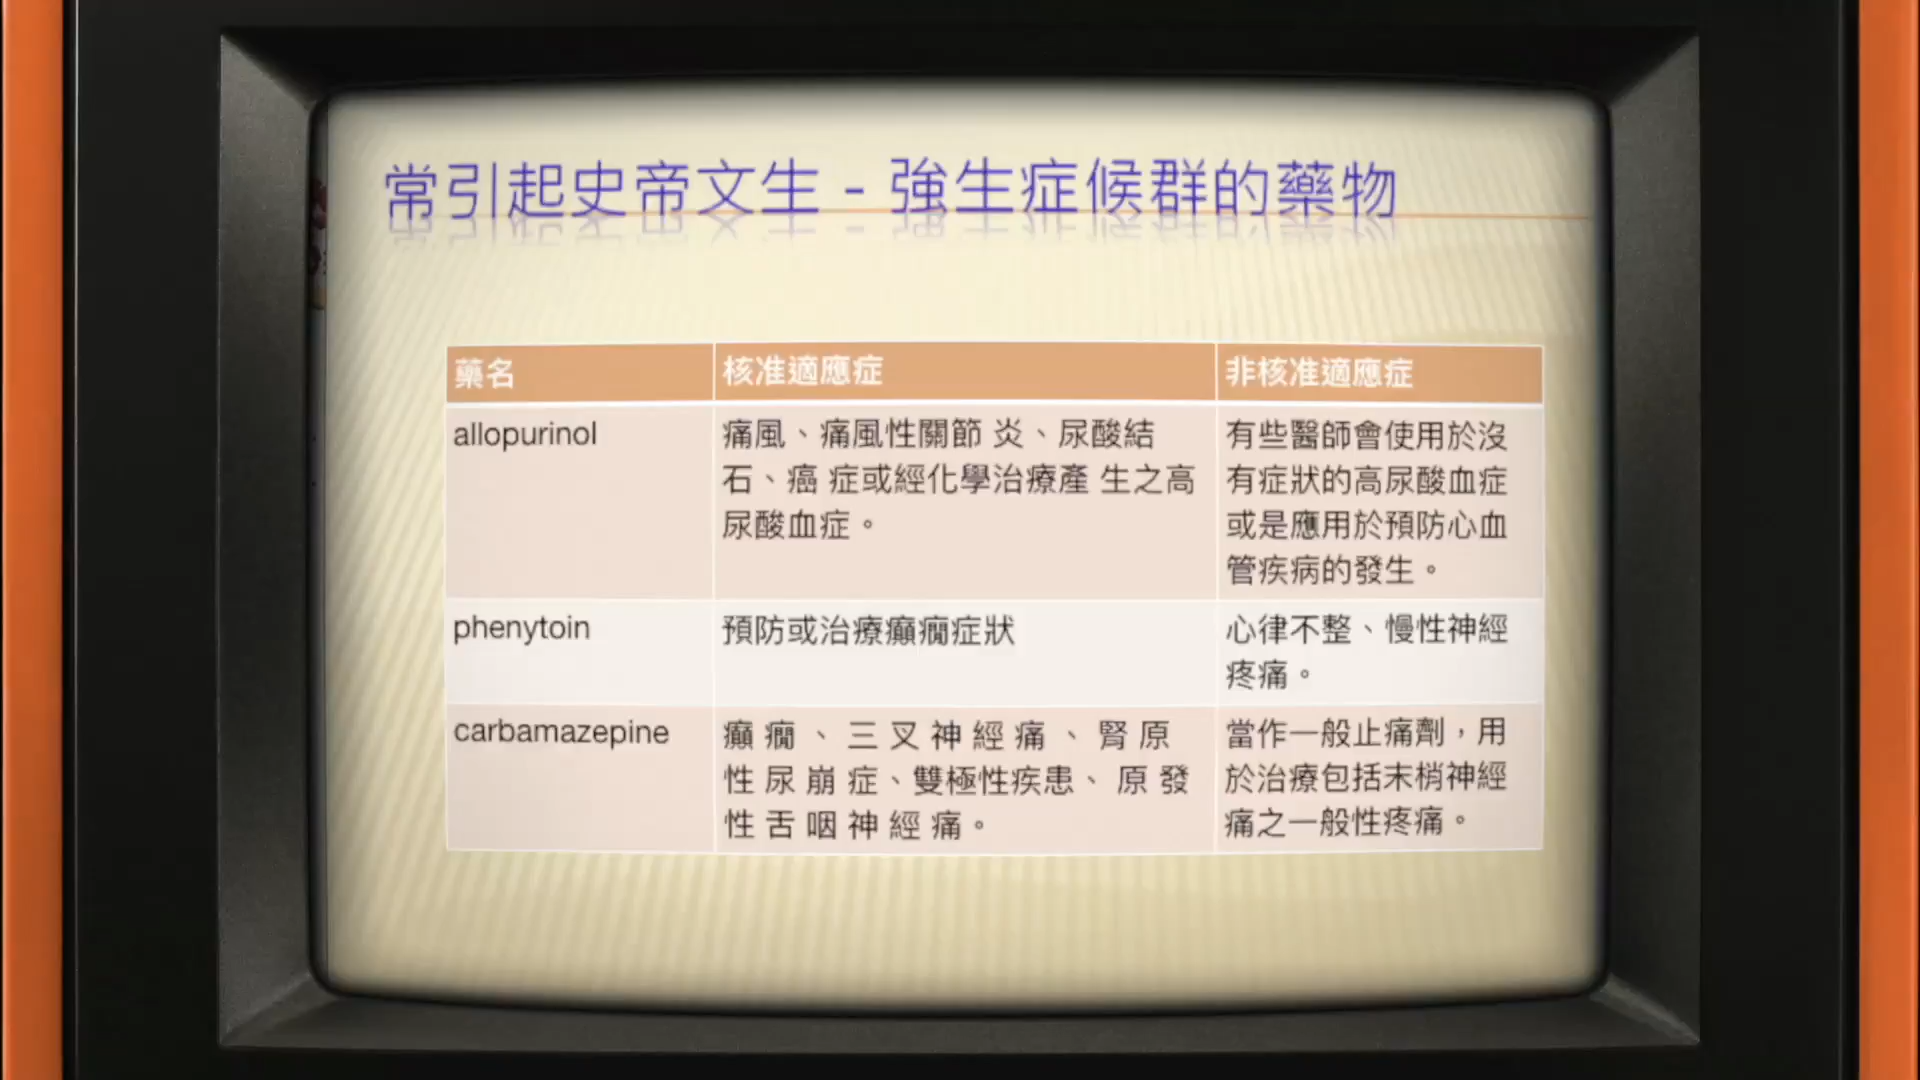 常引起史帝文生 - 強生症候群的藥物
藥名
核准適應症
非核准適應症
allopurinol
痛風、痛風性關節 炎、尿酸結
石、癌 症或經化學治療產 生之高
尿酸血症。
有些醫師會使用於沒
有症狀的高尿酸血症
或是應用於預防心血
管疾病的發生。
phenytoin
預防或治療癲癇症狀
心律不整、慢性神經
疼痛。
carbamazepine
癲 癇 、 三 叉 神 經 痛 、 腎 原
性 尿 崩 症、雙極性疾患、 原 發
性 舌 咽 神 經 痛。
當作一般止痛劑，用
於治療包括末梢神經
痛之一般性疼痛。